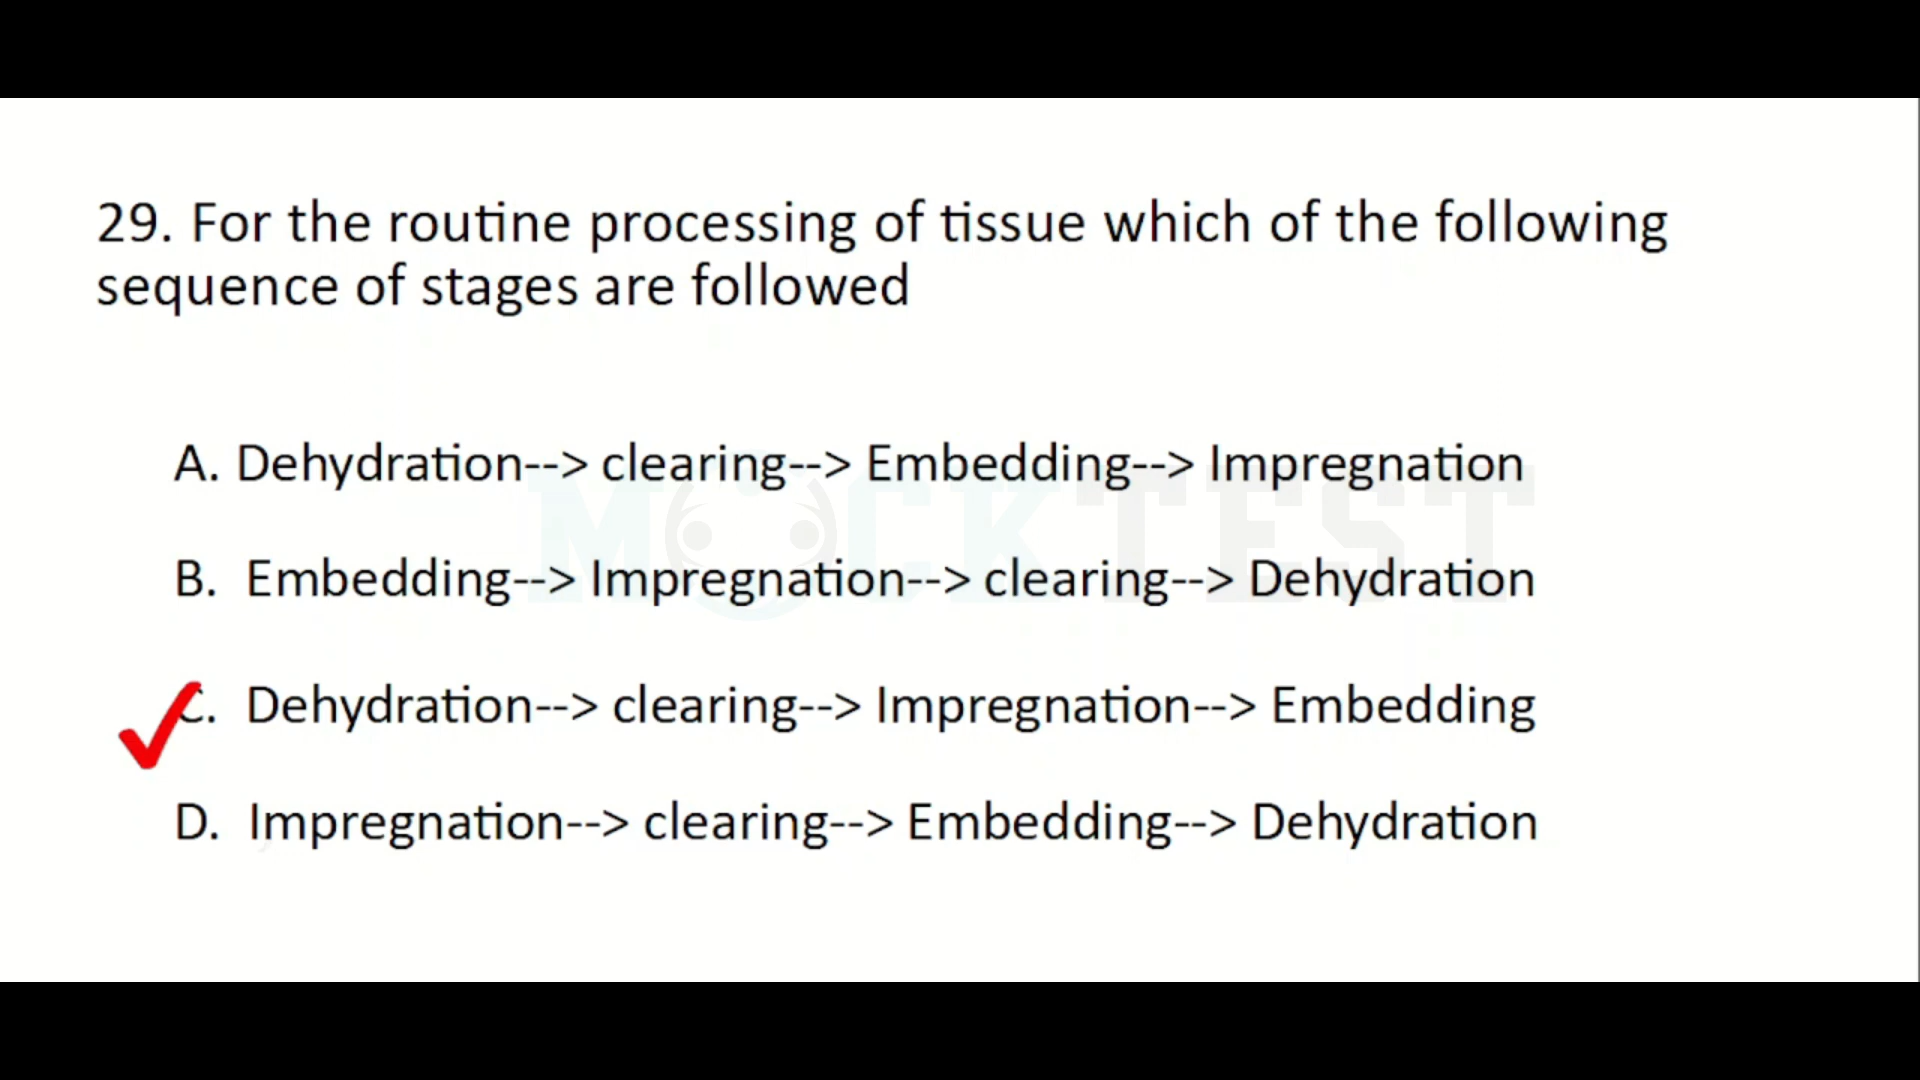 29. For the routine processing of tissue which of the following
sequence of stages are followed
A. Dehydration--> clearing--> Embedding--> Impregnation
B. Embedding--> Impregnation--> clearing--> Dehydration
C. Dehydration--> clearing--> Impregnation--> Embedding
D. Impregnation--> clearing--> Embedding--> Dehydration
MOCKTEST